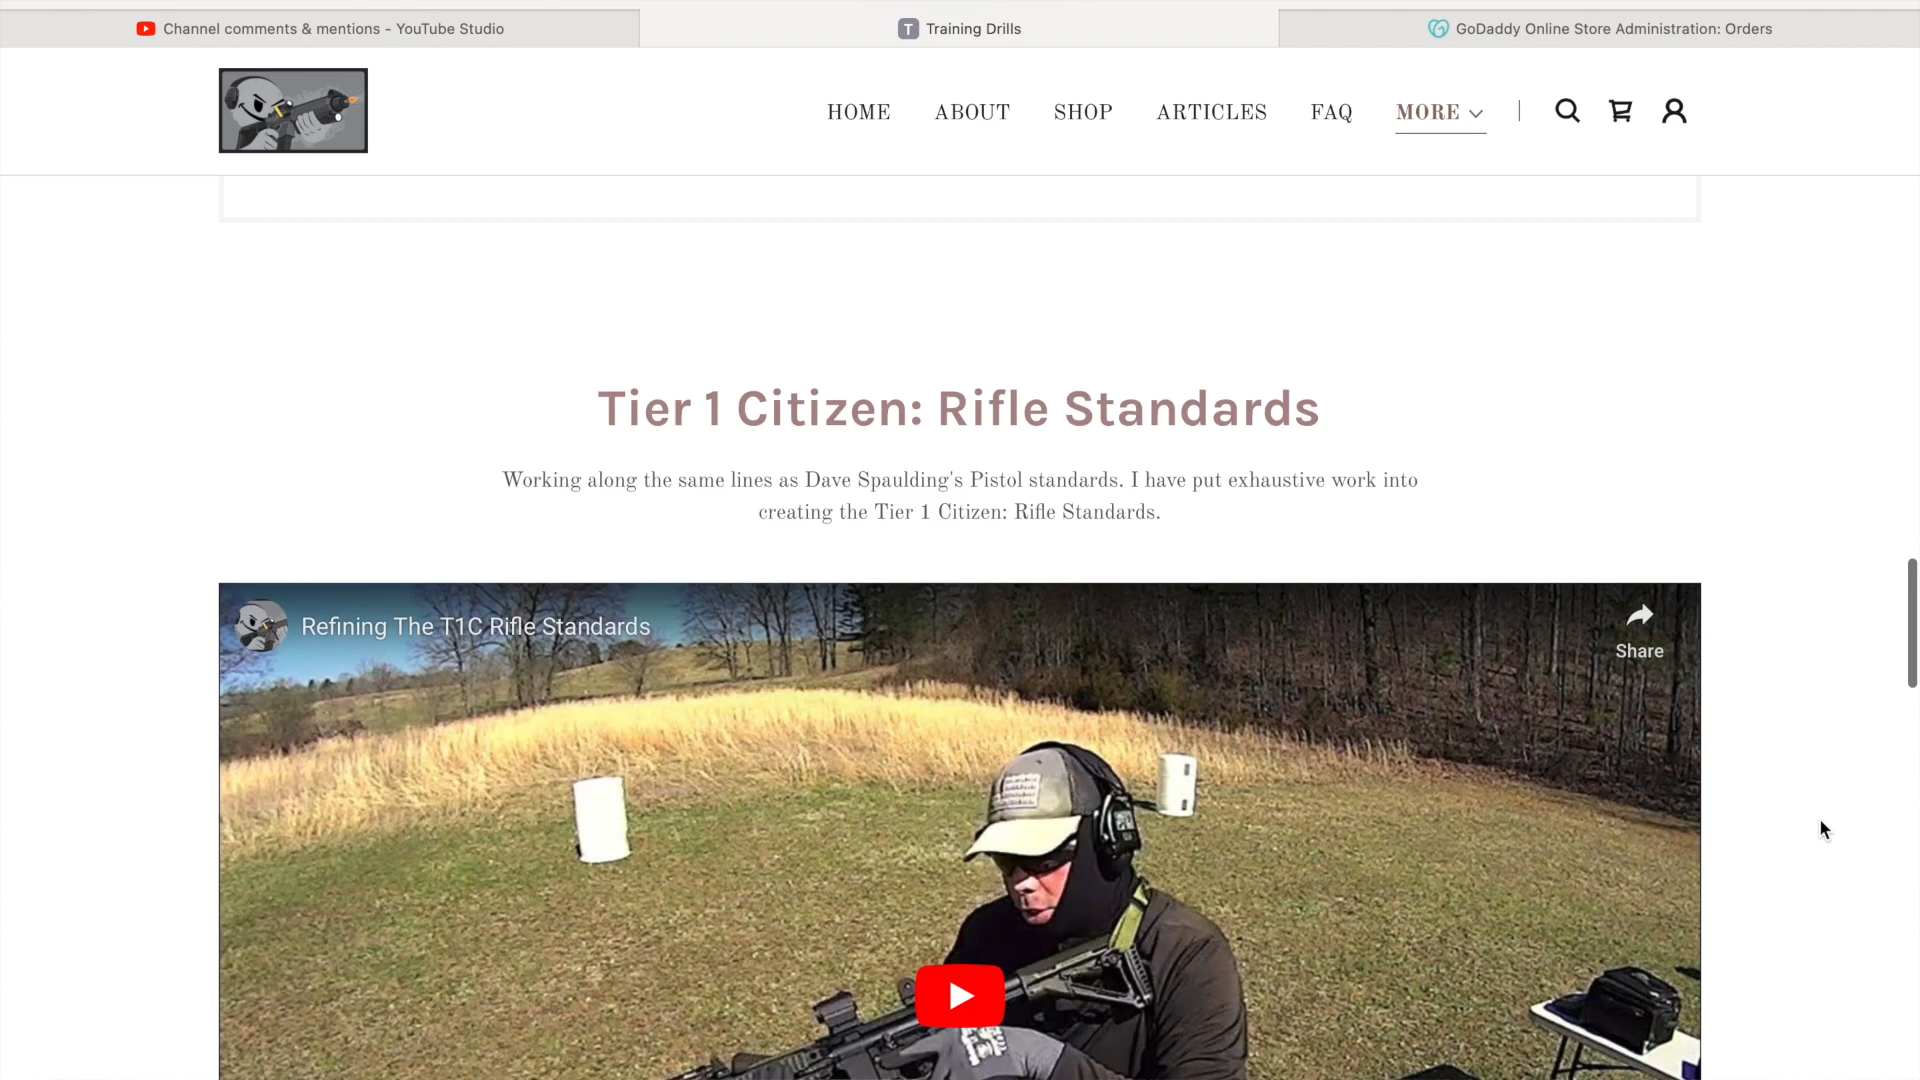 Channel comments & mentions - YouTube Studio
T Training Drills
GoDaddy Online Store Administration: Orders
HOME ABOUT SHOP ARTICLES FAQ MORE
Tier 1 Citizen: Rifle Standards
Working along the same lines as Dave Spaulding's Pistol standards. I have put exhaustive work into
creating the Tier 1 Citizen: Rifle Standards.
Refining The T1C Rifle Standards
Share